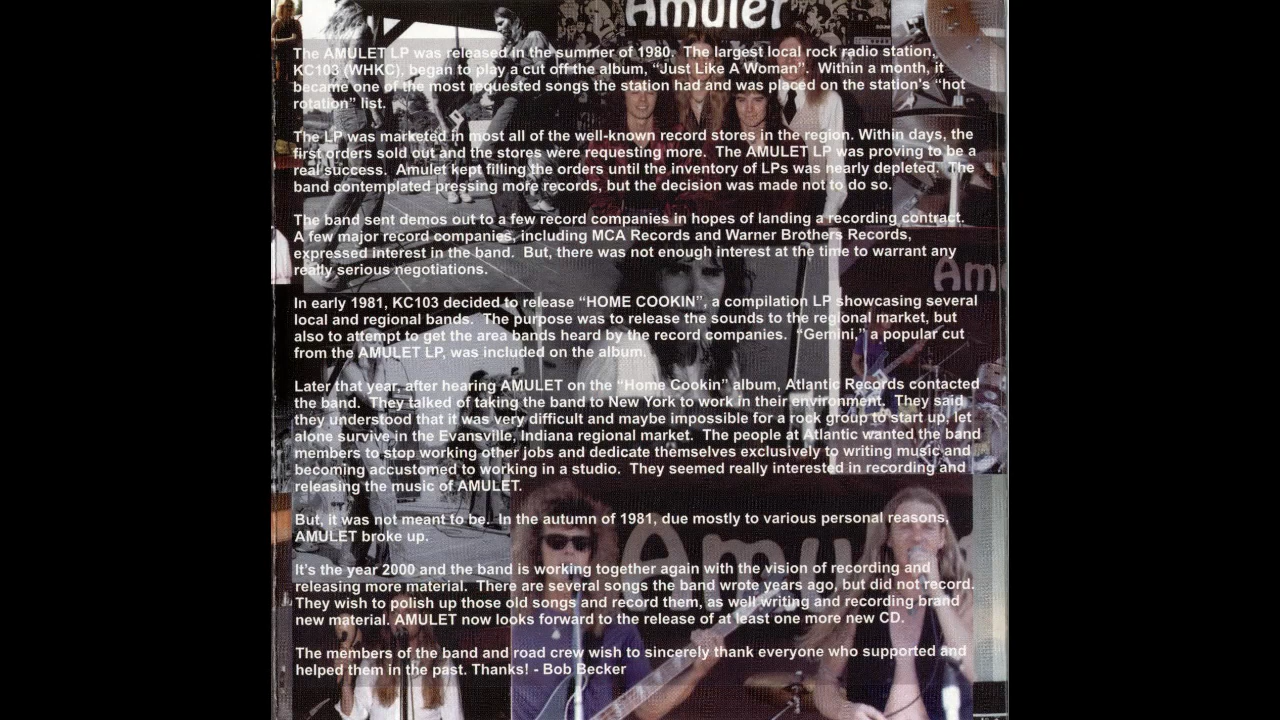 Amulet
The AMULET LP was released in the summer of 1980.  The largest local rock radio station,
KC103 (WHKC), began to play a cut off the album, “Just Like A Woman”.  Within a month, it
became one of the most requested songs the station had and was placed on the station's “hot
rotation” list.
The LP was marketed in most all of the well-known record stores in the region. Within days, the
first orders sold out and the stores were requesting more.  The AMULET LP was proving to be a
real success.  Amulet kept filling the orders until the inventory of LPs was nearly depleted.  The
band contemplated pressing more records, but the decision was made not to do so.
The band sent demos out to a few record companies in hopes of landing a recording contract.
A few major record companies, including MCA Records and Warner Brothers Records,
expressed interest in the band.  But, there was not enough interest at the time to warrant any
really serious negotiations.
Amu
In early 1981, KC103 decided to release “HOME COOKIN”, a compilation LP showcasing several
local and regional bands.  The purpose was to release the sounds to the regional market, but
also to attempt to get the area bands heard by the record companies.  “Gemini,” a popular cut
from the AMULET LP, was included on the album.
Later that year, after hearing AMULET on the “Home Cookin” album, Atlantic Records contacted
the band.  They talked of taking the band to New York to work in their environment.  They said
they understood that it was very difficult and maybe impossible for a rock group to start up, let
alone survive in the Evansville, Indiana regional market.  The people at Atlantic wanted the band
members to stop working other jobs and dedicate themselves exclusively to writing music and
becoming accustomed to working in a studio.  They seemed really interested in recording and
releasing the music of AMULET.
But, it was not meant to be.  In the autumn of 1981, due mostly to various personal reasons,
AMULET broke up.
Amulet
It’s the year 2000 and the band is working together again with the vision of recording and
releasing more material.  There are several songs the band wrote years ago, but did not record.
They wish to polish up those old songs and record them, as well writing and recording brand
new material. AMULET now looks forward to the release of at least one more new CD.
The members of the band and road crew wish to sincerely thank everyone who supported and
helped them in the past. Thanks! - Bob Becker